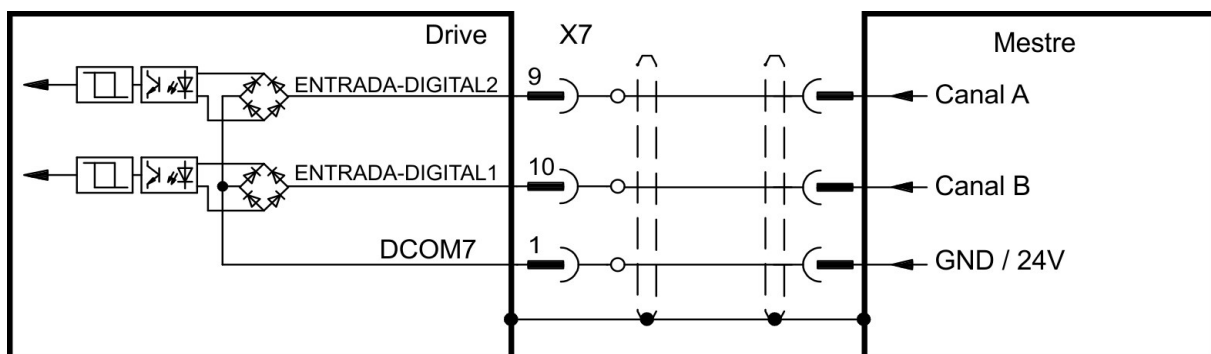 Drive
X7
Mestre
ENTRADA-DIGITAL2
9
Canal A
ENTRADA-DIGITAL1
10
Canal B
DCOM7
1
GND / 24V